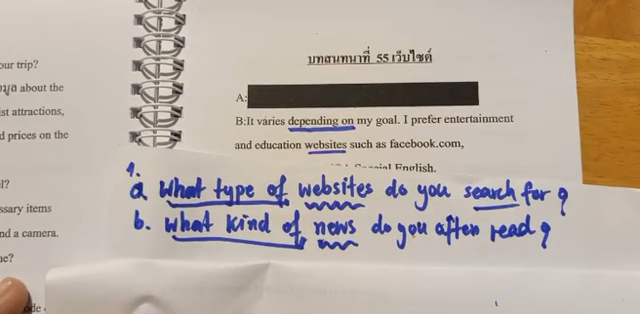 our trip?
about the
ist attractions,
d prices on the
l?
ssary items
nd a camera.
ne?
บทสนทนาที่ 55 เว็บไซต์
A:
B:It varies depending on my goal. I prefer entertainment
and education websites such as facebook.com,
English.
1.
a. What type of websites do you search for?
b. What kind of news do you often read?